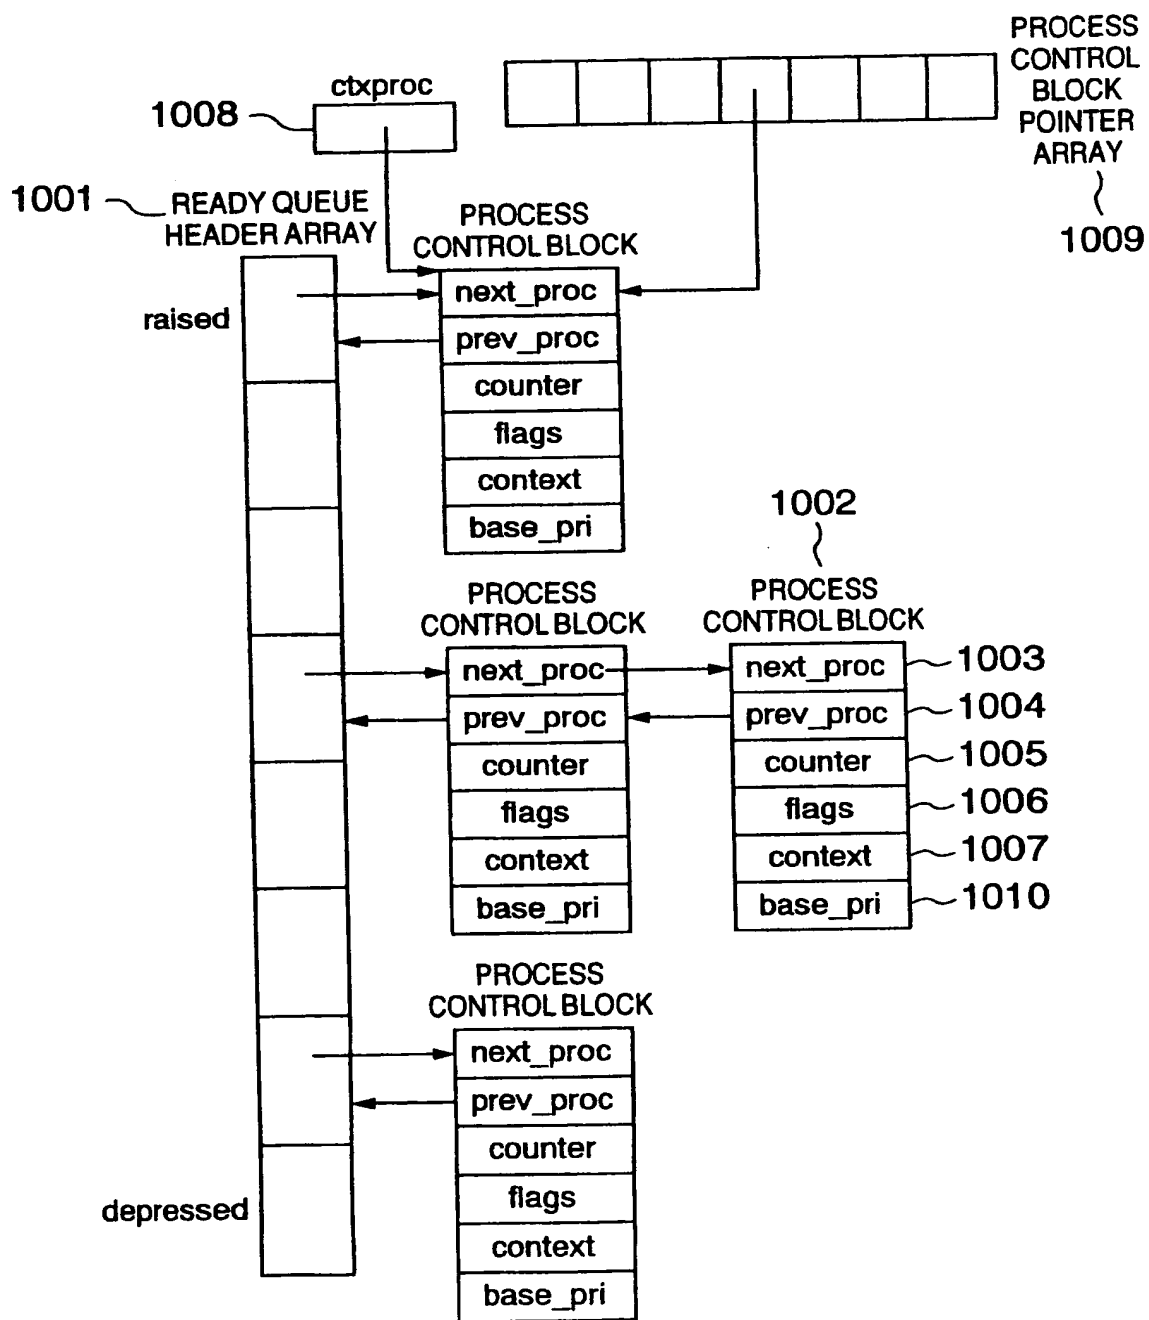 PROCESS
CONTROL
BLOCK
POINTER
ARRAY
1009
ctxproc
1008
1001
READY QUEUE
HEADER ARRAY
raised
depressed
PROCESS
CONTROL BLOCK
next_proc
prev_proc
counter
flags
context
base_pri
PROCESS
CONTROL BLOCK
next_proc
prev_proc
counter
flags
context
base_pri
1002
PROCESS
CONTROL BLOCK
next_proc 1003
prev_proc 1004
counter 1005
flags 1006
context 1007
base_pri 1010
PROCESS
CONTROL BLOCK
next_proc
prev_proc
counter
flags
context
base_pri